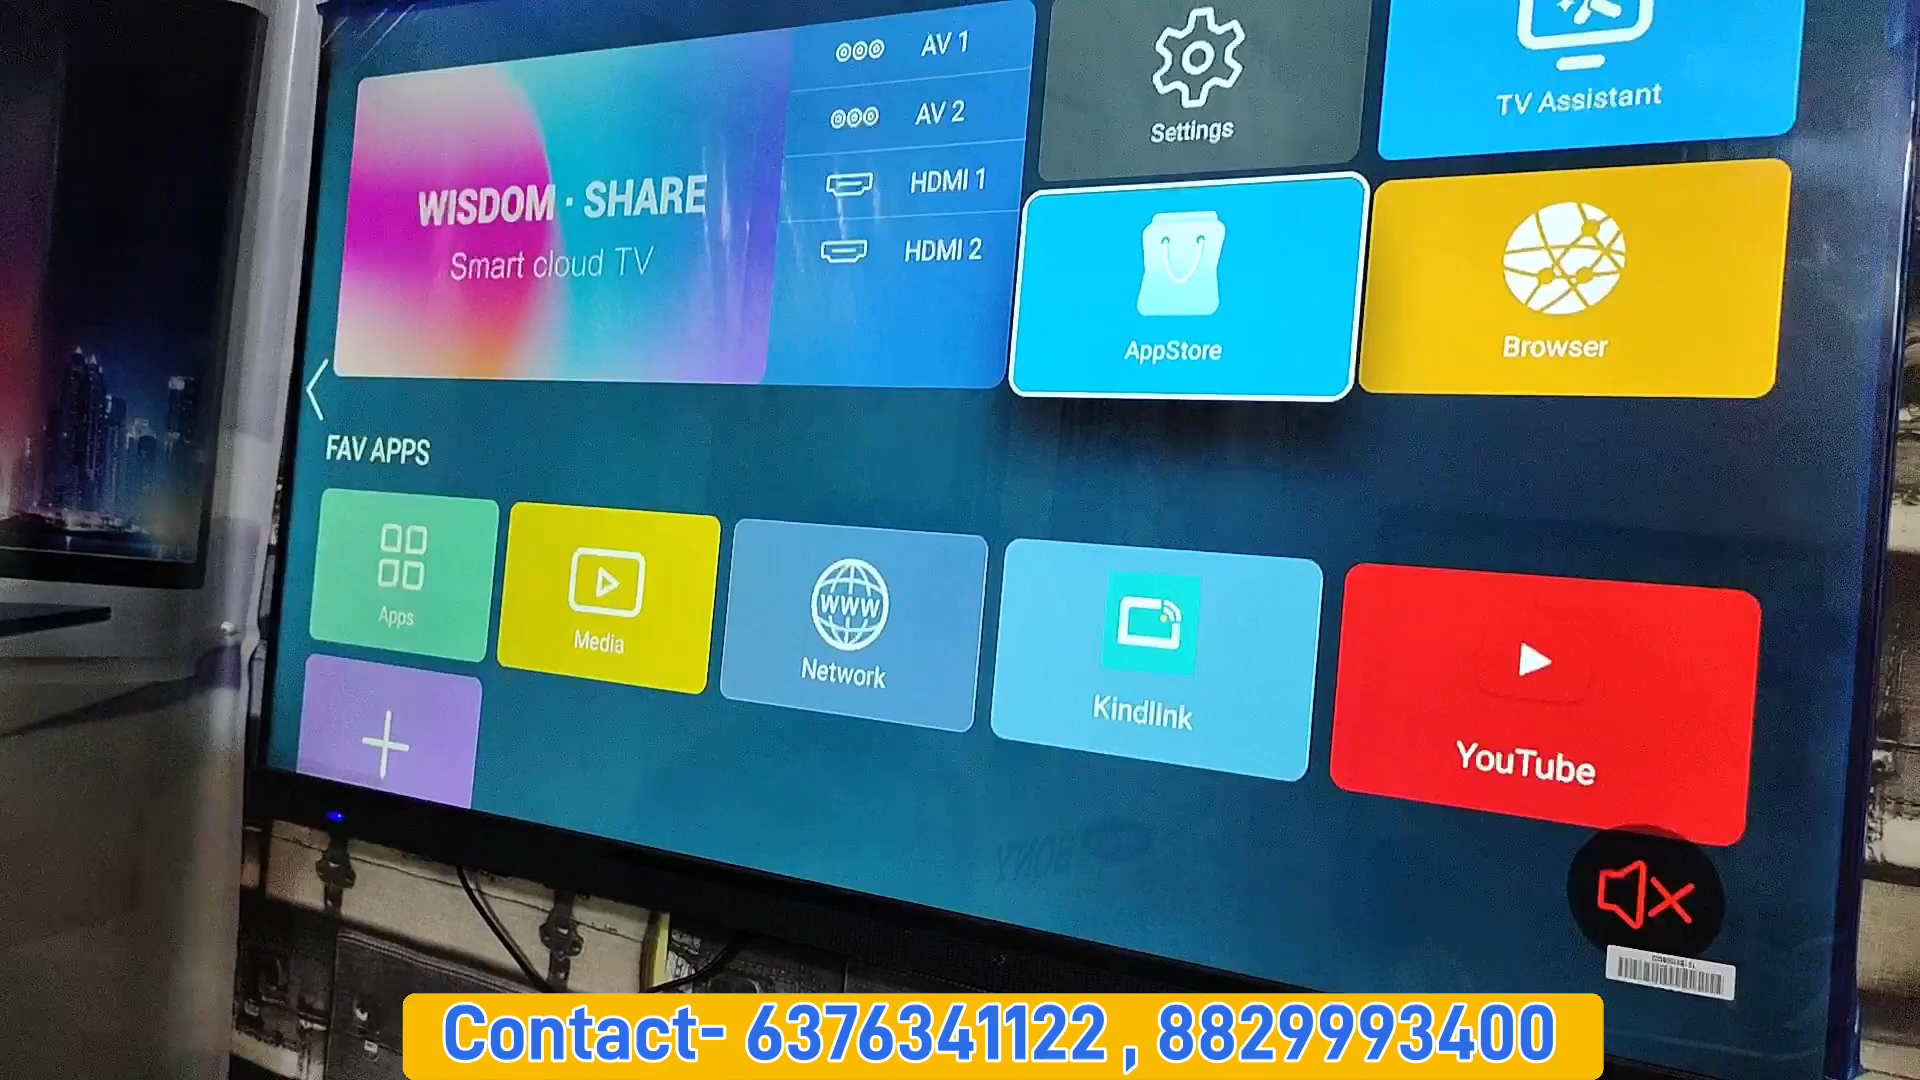 AV 1
AV 2
HDMI 1
HDMI 2
WISDOM · SHARE
Smart cloud TV
Settings
TV Assistant
AppStore
Browser
FAV APPS
Apps
Media
WWW
Network
Kindlink
YouTube
Contact- 6376341122 , 8829993400